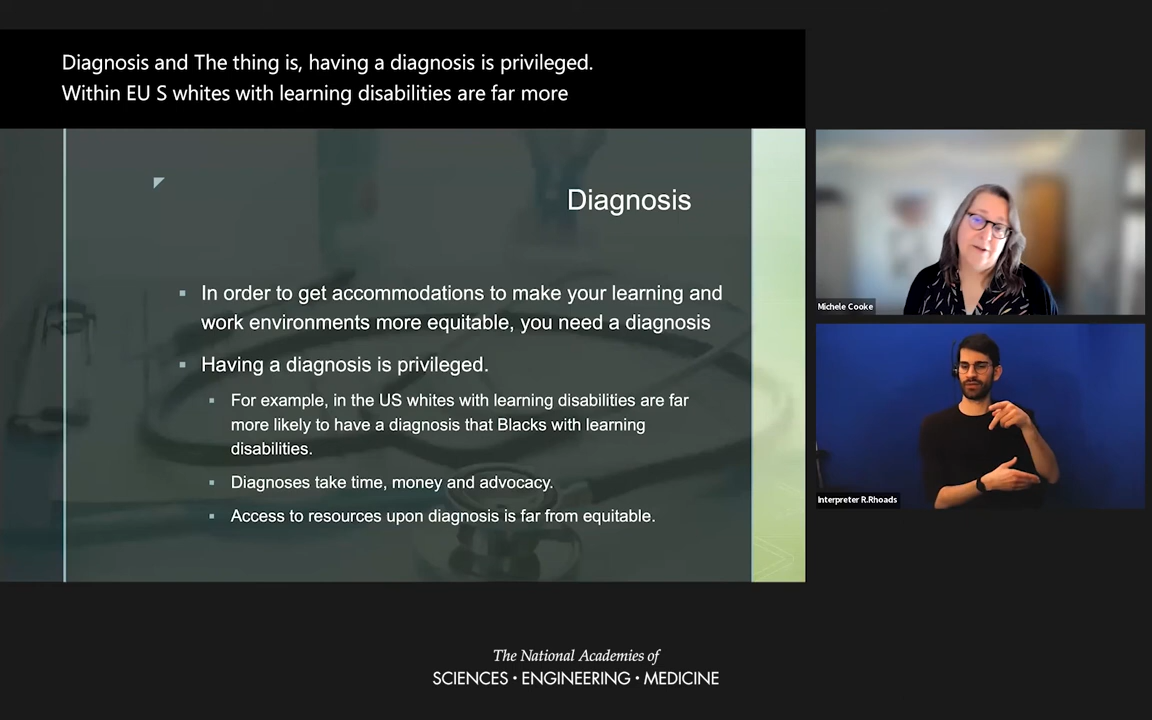 Diagnosis and The thing is, having a diagnosis is privileged.
Within EU S whites with learning disabilities are far more
Diagnosis
▪ In order to get accommodations to make your learning and
work environments more equitable, you need a diagnosis
▪ Having a diagnosis is privileged.
▪ For example, in the US whites with learning disabilities are far
more likely to have a diagnosis that Blacks with learning
disabilities.
▪ Diagnoses take time, money and advocacy.
▪ Access to resources upon diagnosis is far from equitable.
Michele Cooke
Interpreter R.Rhoads
The National Academies of
SCIENCES · ENGINEERING · MEDICINE